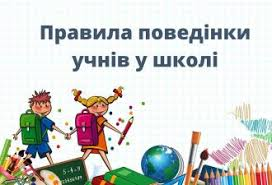 Правила поведінки
учнів у школі